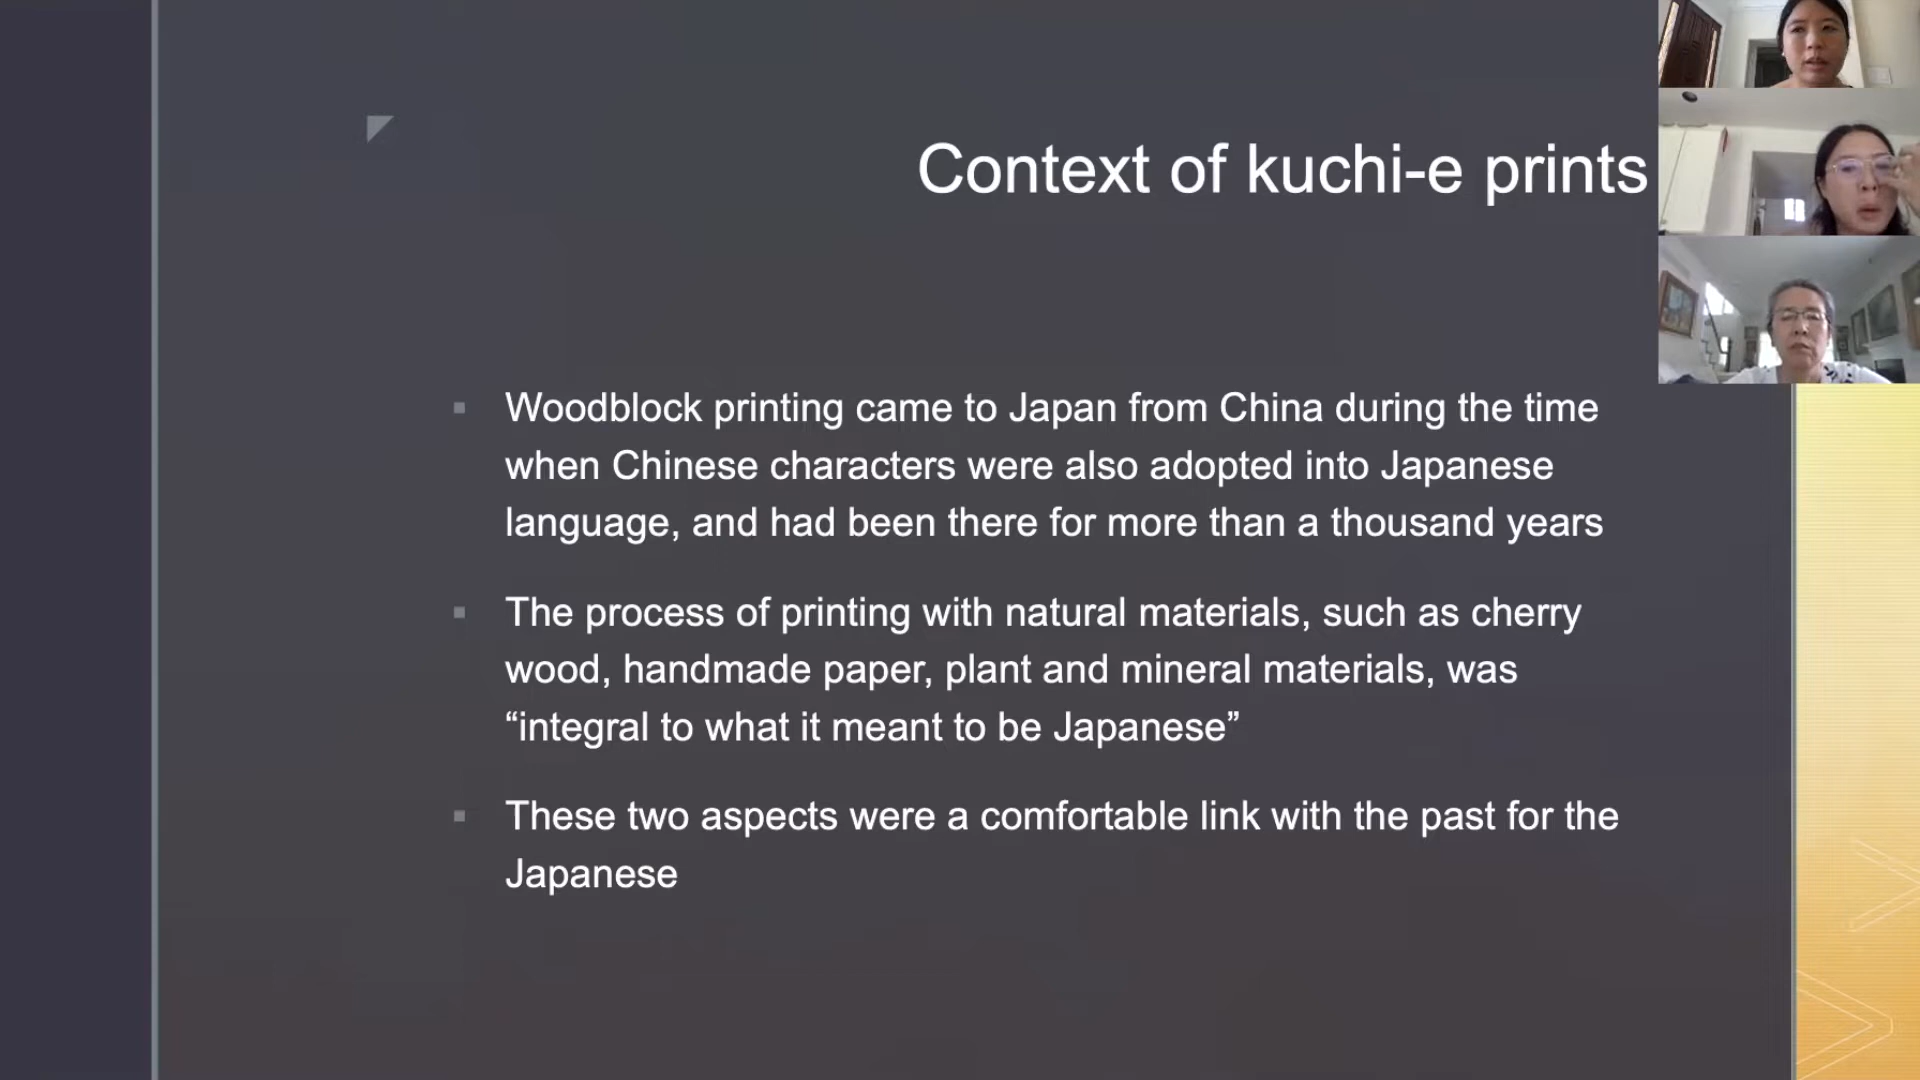 Context of kuchi-e prints
Woodblock printing came to Japan from China during the time
when Chinese characters were also adopted into Japanese
language, and had been there for more than a thousand years
The process of printing with natural materials, such as cherry
wood, handmade paper, plant and mineral materials, was
“integral to what it meant to be Japanese”
These two aspects were a comfortable link with the past for the
Japanese